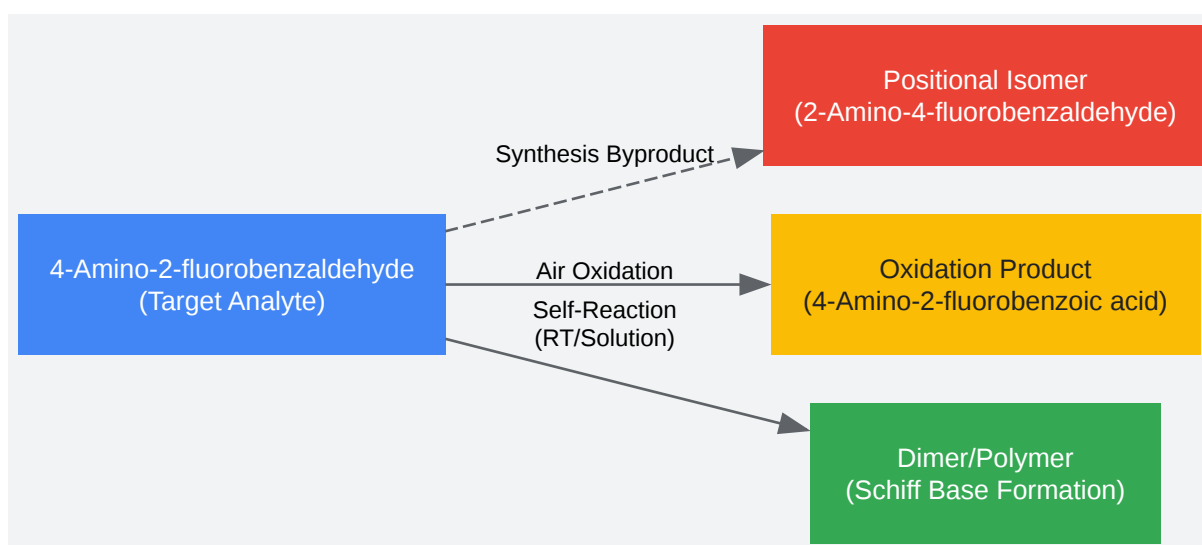 Positional Isomer
(2-Amino-4-fluorobenzaldehyde)
Synthesis Byproduct
4-Amino-2-fluorobenzaldehyde
(Target Analyte)
Air Oxidation
Oxidation Product
(4-Amino-2-fluorobenzoic acid)
Self-Reaction
(RT/Solution)
Dimer/Polymer
(Schiff Base Formation)